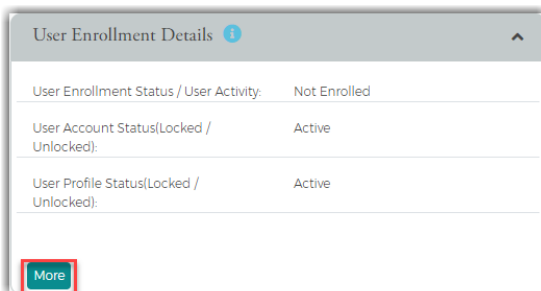 User Enrollment Details i
User Enrollment Status / User Activity: Not Enrolled
User Account Status(Locked / Active
Unlocked):
User Profile Status(Locked / Active
Unlocked):
More